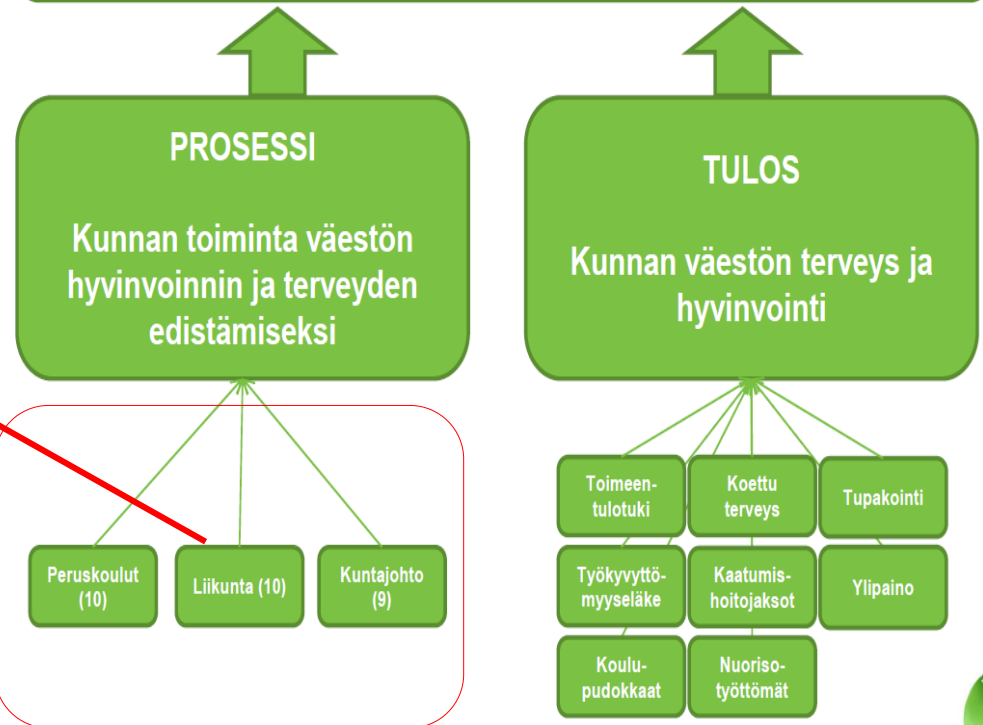 PROSESSI
Kunnan toiminta väestön
hyvinvoinnin ja terveyden
edistämiseksi
TULOS
Kunnan väestön terveys ja
hyvinvointi
Peruskoulut
(10)
Liikunta (10)
Kuntajohto
(9)
Toimeen-
tulotuki
Koettu
terveys
Tupakointi
Työkyvyttö-
myyseläke
Kaatumis-
hoitojaksot
Ylipaino
Koulu-
pudokkaat
Nuoriso-
työttömät